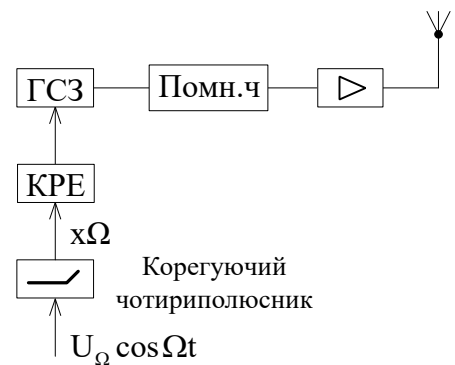 ГСЗ
Помн.ч
КРЕ
xΩ
Корегуючий
чотириполюсник
U_Ω cos Ωt